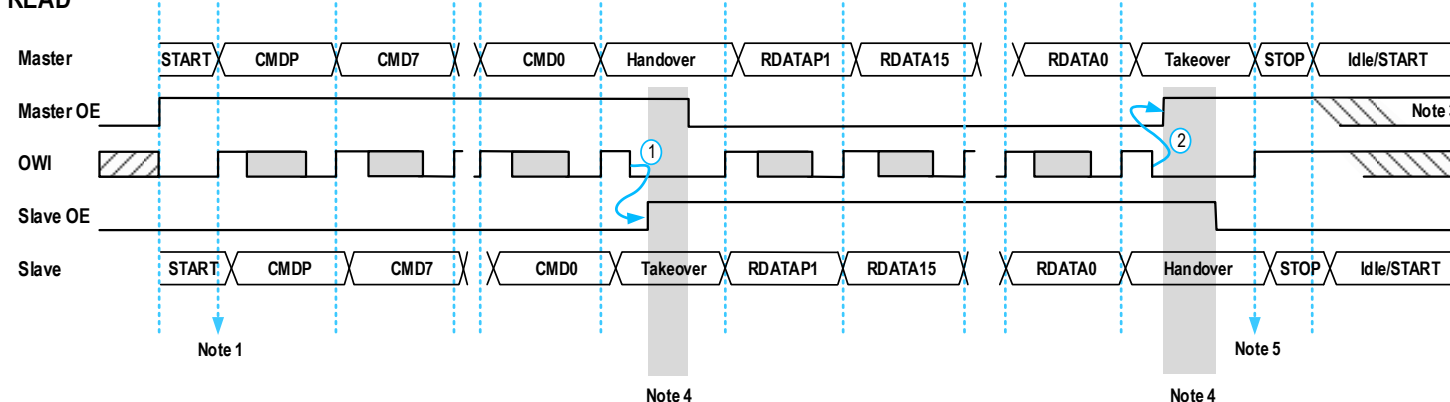 READ
Master START CMDP CMD7 CMD0 Handover RDATAP1 RDATA15 RDATA0 Takeover STOP Idle/START
Master OE Note 3
OWI 1 2
Slave OE
Slave START CMDP CMD7 CMD0 Takeover RDATAP1 RDATA15 RDATA0 Handover STOP Idle/START
Note 1 Note 5
Note 4 Note 4